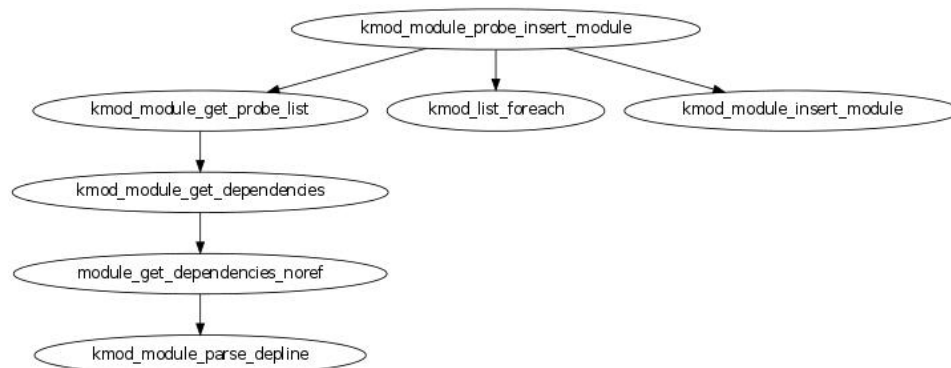 kmod_module_probe_insert_module
kmod_module_get_probe_list
kmod_list_foreach
kmod_module_insert_module
kmod_module_get_dependencies
module_get_dependencies_noref
kmod_module_parse_depline